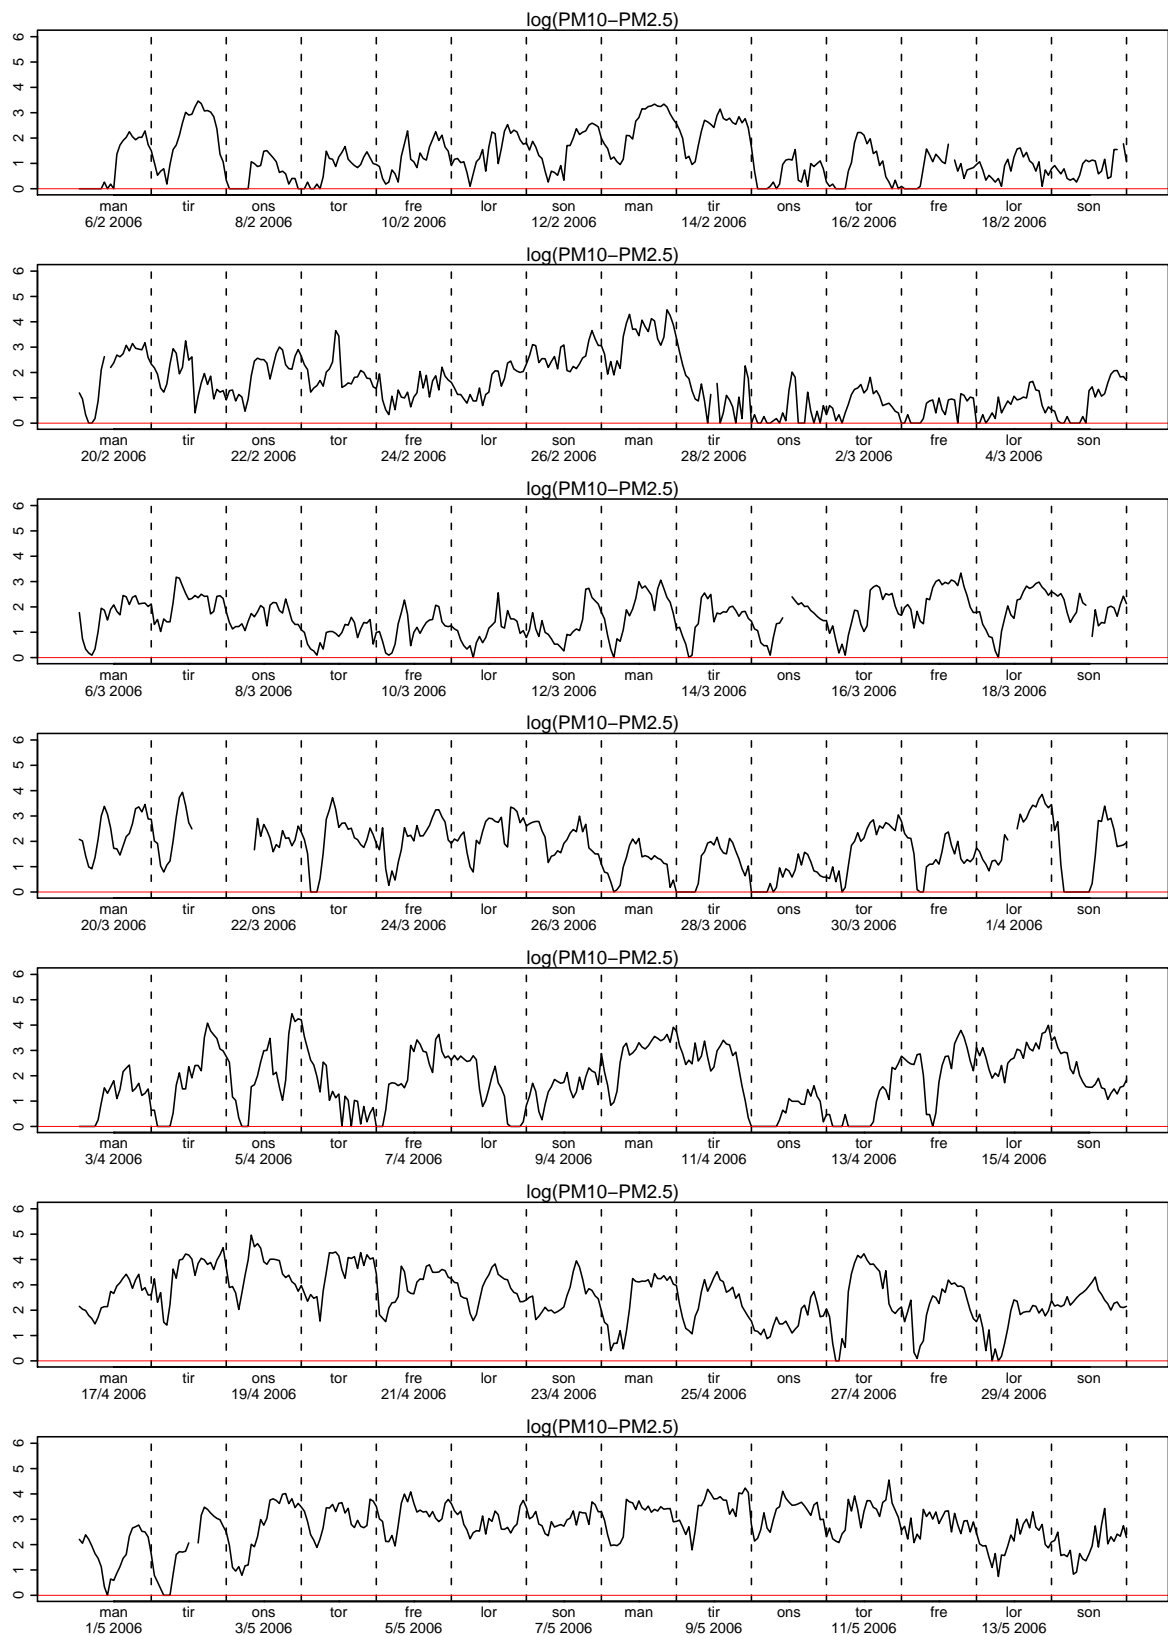 log(PM10−PM2.5)
0 1 2 3 4 5 6
man tir ons tor fre lor son man tir ons tor fre lor son
6/2 2006 8/2 2006 10/2 2006 12/2 2006 14/2 2006 16/2 2006 18/2 2006
log(PM10−PM2.5)
0 1 2 3 4 5 6
man tir ons tor fre lor son man tir ons tor fre lor son
20/2 2006 22/2 2006 24/2 2006 26/2 2006 28/2 2006 2/3 2006 4/3 2006
log(PM10−PM2.5)
0 1 2 3 4 5 6
man tir ons tor fre lor son man tir ons tor fre lor son
6/3 2006 8/3 2006 10/3 2006 12/3 2006 14/3 2006 16/3 2006 18/3 2006
log(PM10−PM2.5)
0 1 2 3 4 5 6
man tir ons tor fre lor son man tir ons tor fre lor son
20/3 2006 22/3 2006 24/3 2006 26/3 2006 28/3 2006 30/3 2006 1/4 2006
log(PM10−PM2.5)
0 1 2 3 4 5 6
man tir ons tor fre lor son man tir ons tor fre lor son
3/4 2006 5/4 2006 7/4 2006 9/4 2006 11/4 2006 13/4 2006 15/4 2006
log(PM10−PM2.5)
0 1 2 3 4 5 6
man tir ons tor fre lor son man tir ons tor fre lor son
17/4 2006 19/4 2006 21/4 2006 23/4 2006 25/4 2006 27/4 2006 29/4 2006
log(PM10−PM2.5)
0 1 2 3 4 5 6
man tir ons tor fre lor son man tir ons tor fre lor son
1/5 2006 3/5 2006 5/5 2006 7/5 2006 9/5 2006 11/5 2006 13/5 2006